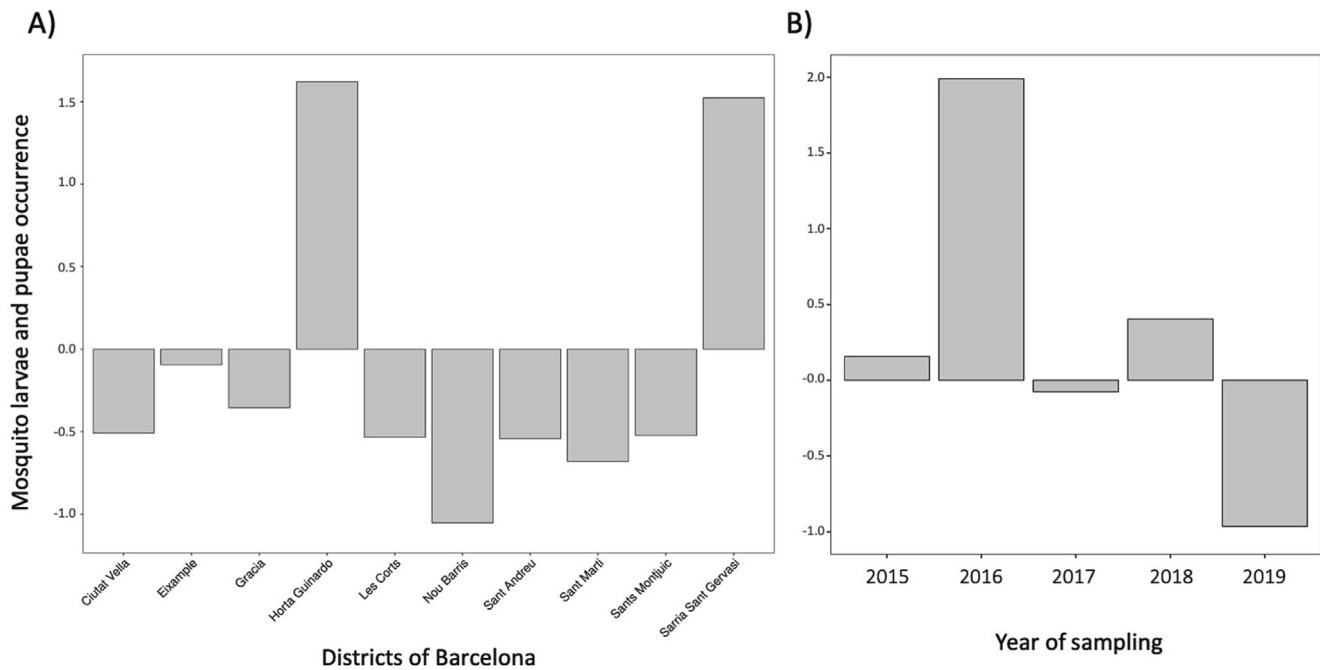 A)
Mosquito larvae and pupae occurrence
1.5
1.0
0.5
0.0
-0.5
-1.0
Ciutat Vella
Eixample
Gracia
Horta Guinardo
Les Corts
Nou Barris
Sant Andreu
Sant Marti
Sants Montjuic
Sarria Sant Gervasi
Districts of Barcelona
B)
2.0
1.5
1.0
0.5
-0.0
-0.5
-1.0
2015 2016 2017 2018 2019
Year of sampling